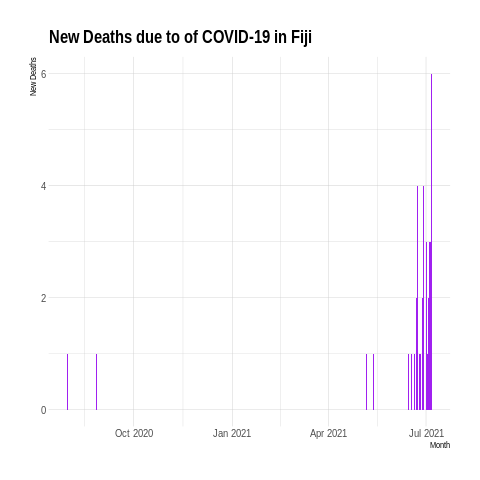 New Deaths due to of COVID-19 in Fiji
New Deaths
6
4
2
0
Oct 2020 Jan 2021 Apr 2021 Jul 2021
Month